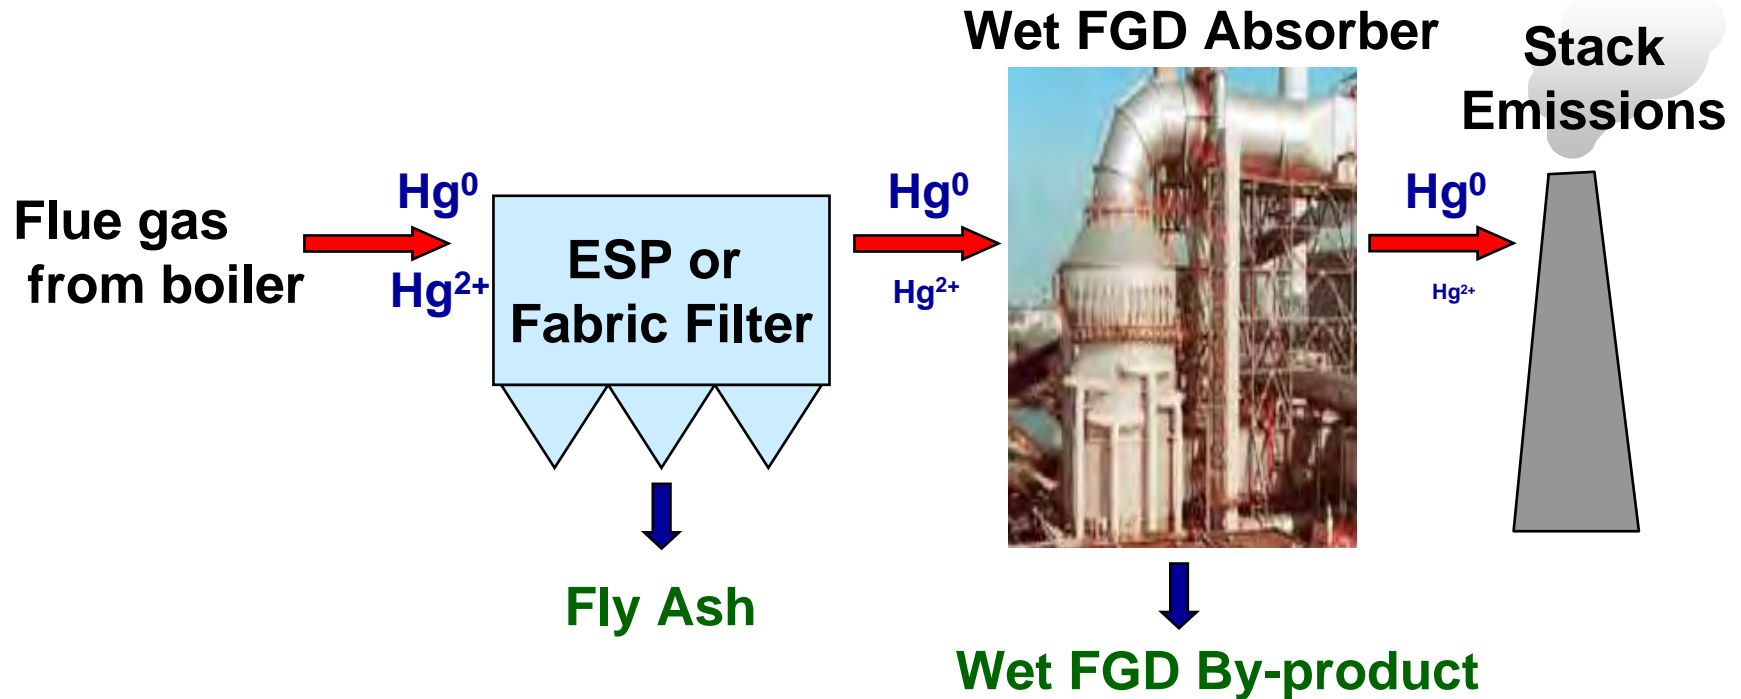 Wet FGD Absorber
Stack
Emissions
Flue gas
from boiler
Hg⁰
Hg²⁺
ESP or
Fabric Filter
Hg⁰
Hg²⁺
Hg⁰
Hg²⁺
Fly Ash
Wet FGD By-product